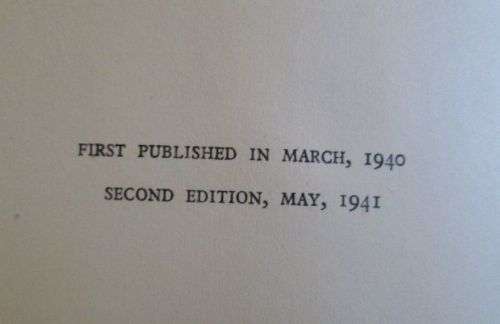 FIRST PUBLISHED IN MARCH, 1940
SECOND EDITION, MAY, 1941